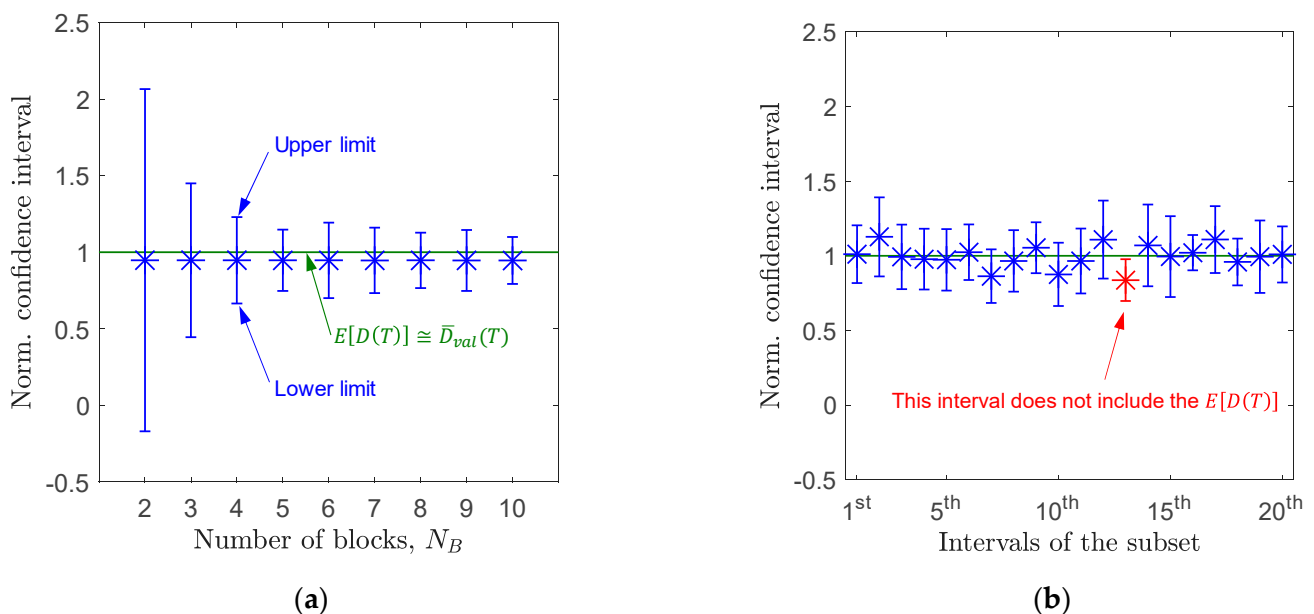 2.5
2
1.5
1
0.5
0
-0.5
Norm. confidence interval
Upper limit
E[D(T)] ≅ D̅val(T)
Lower limit
2 3 4 5 6 7 8 9 10
Number of blocks, NB
(a)
2.5
2
1.5
1
0.5
0
-0.5
Norm. confidence interval
This interval does not include the E[D(T)]
1st 5th 10th 15th 20th
Intervals of the subset
(b)